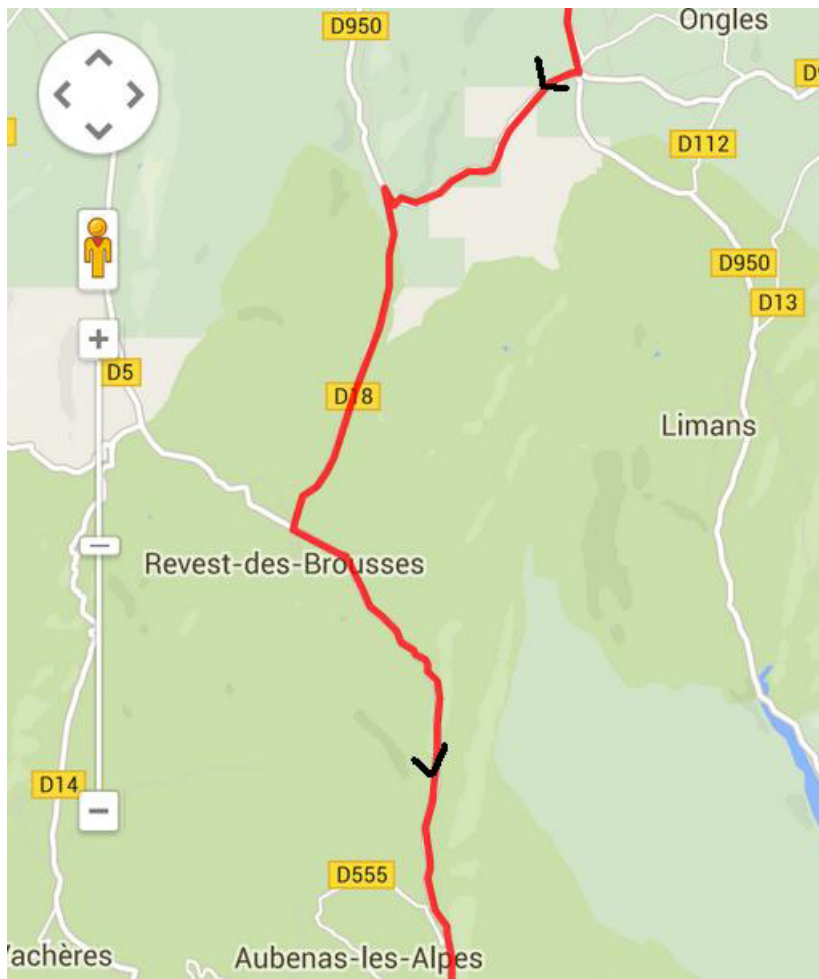 Ongles
D950
D112
D950
D13
D5
D18
Limans
Revest-des-Brousses
D14
D555
Aubenas-les-Alpes